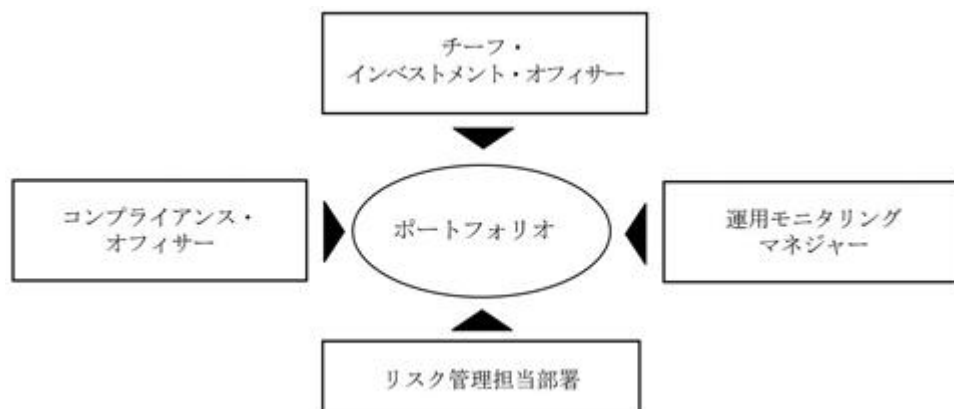 チーフ・
インベストメント・オフィサー
コンプライアンス・
オフィサー
ポートフォリオ
運用モニタリング
マネジャー
リスク管理担当部署